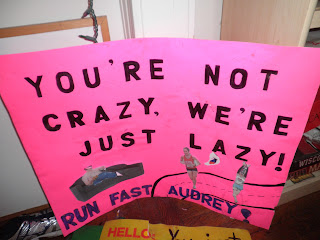 YOU'RE NOT
CRAZY, WE'RE
JUST LAZY!
RUN FAST AUDREY!
HELLO